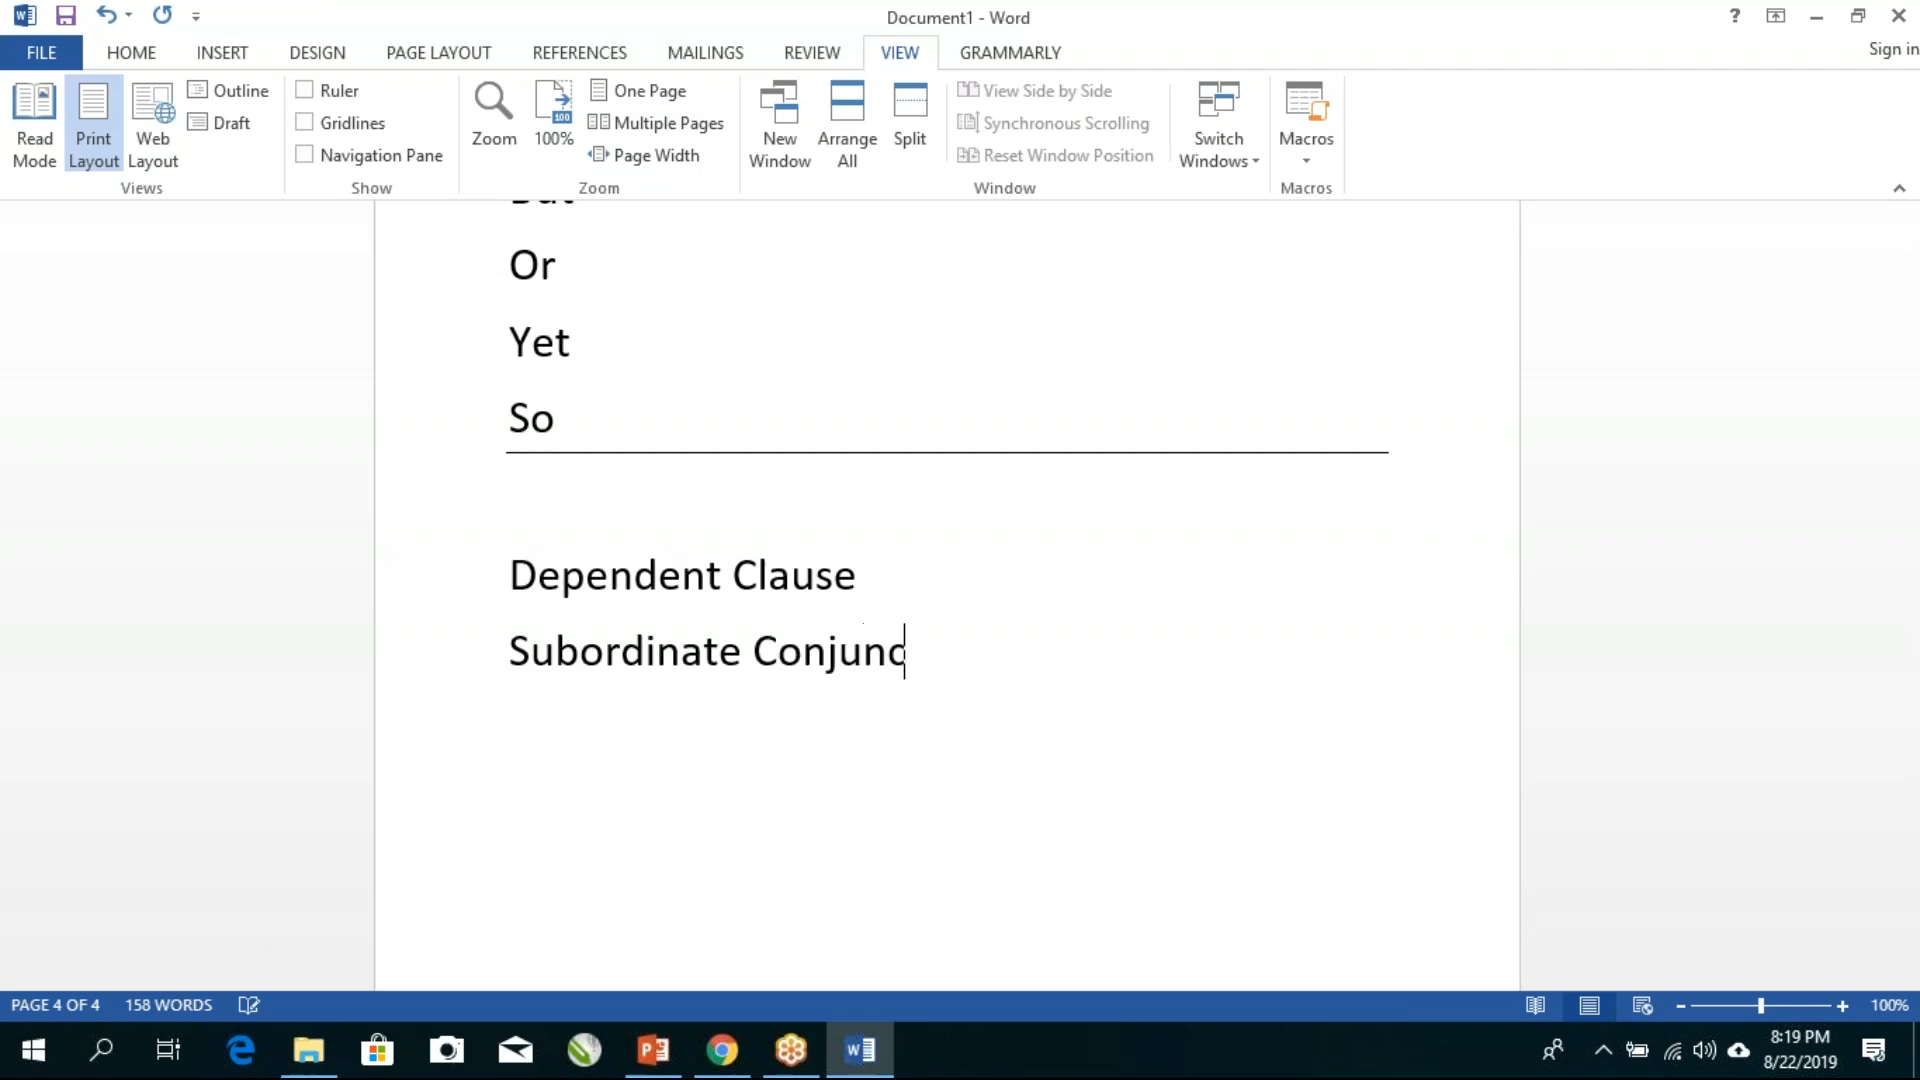 Document1 - Word
?
FILE HOME INSERT DESIGN PAGE LAYOUT REFERENCES MAILINGS REVIEW VIEW GRAMMARLY Sign in
Read Mode
Print Layout
Web Layout
Outline
Draft
Views
Ruler
Gridlines
Navigation Pane
Show
Zoom
100%
One Page
Multiple Pages
Page Width
Zoom
New Window
Arrange All
Split
View Side by Side
Synchronous Scrolling
Reset Window Position
Window
Switch Windows
Macros
Macros
But
Or
Yet
So
Dependent Clause
Subordinate Conjunc
PAGE 4 OF 4 158 WORDS 100%
8:19 PM
8/22/2019